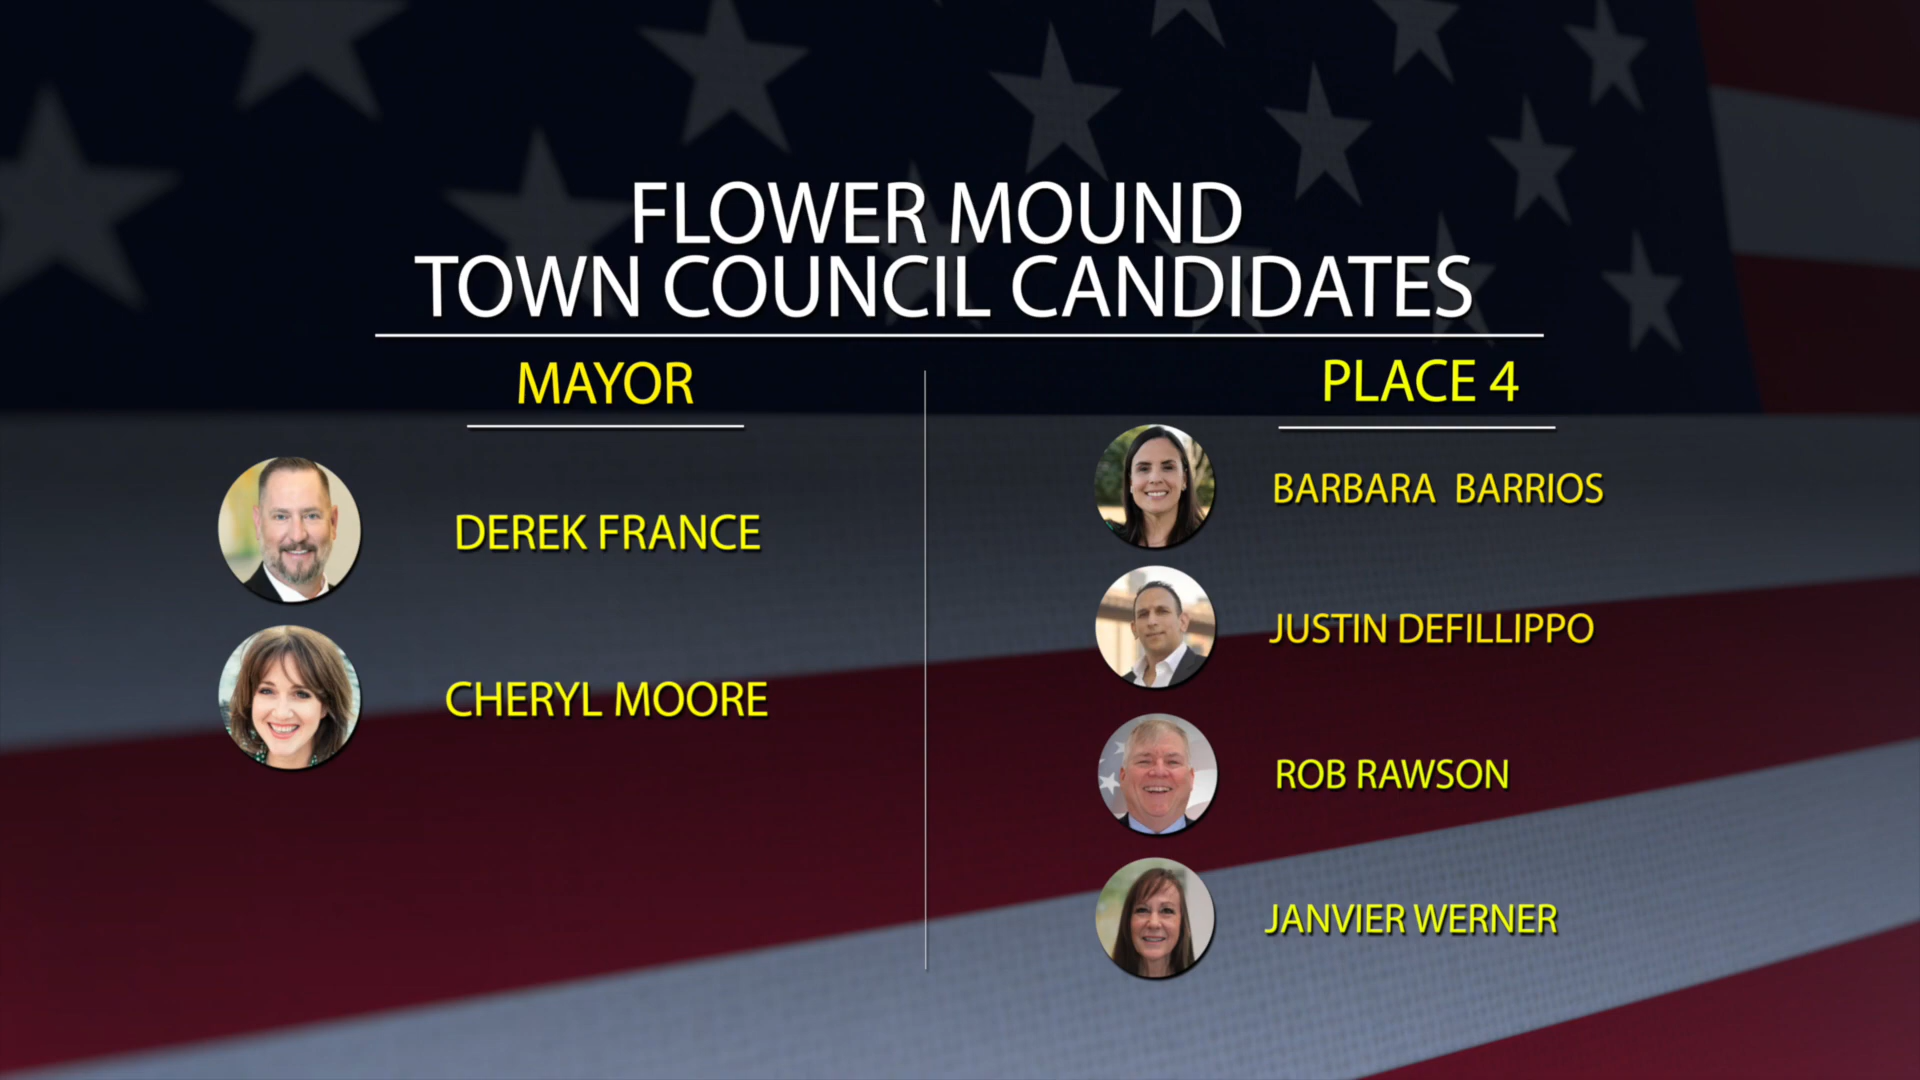 FLOWER MOUND
TOWN COUNCIL CANDIDATES
MAYOR
DEREK FRANCE
CHERYL MOORE
PLACE 4
BARBARA BARRIOS
JUSTIN DEFILLIPPO
ROB RAWSON
JANVIER WERNER